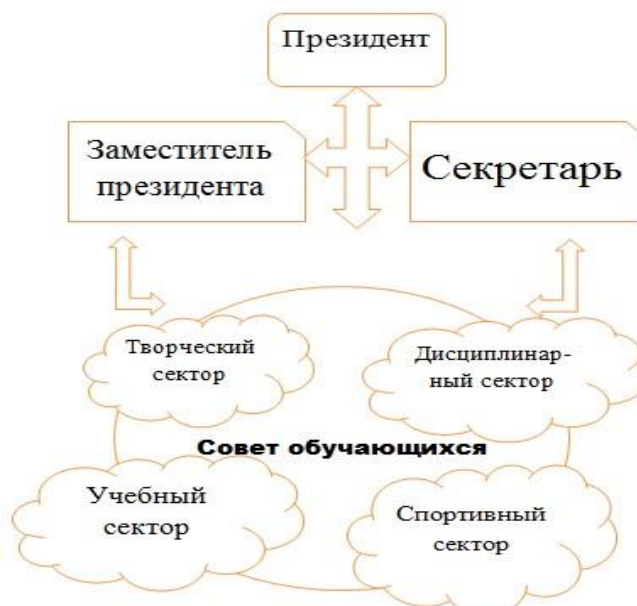 Президент
Заместитель
президента
Секретарь
Творческий
сектор
Дисциплинар-
ный сектор
Совет обучающихся
Учебный
сектор
Спортивный
сектор